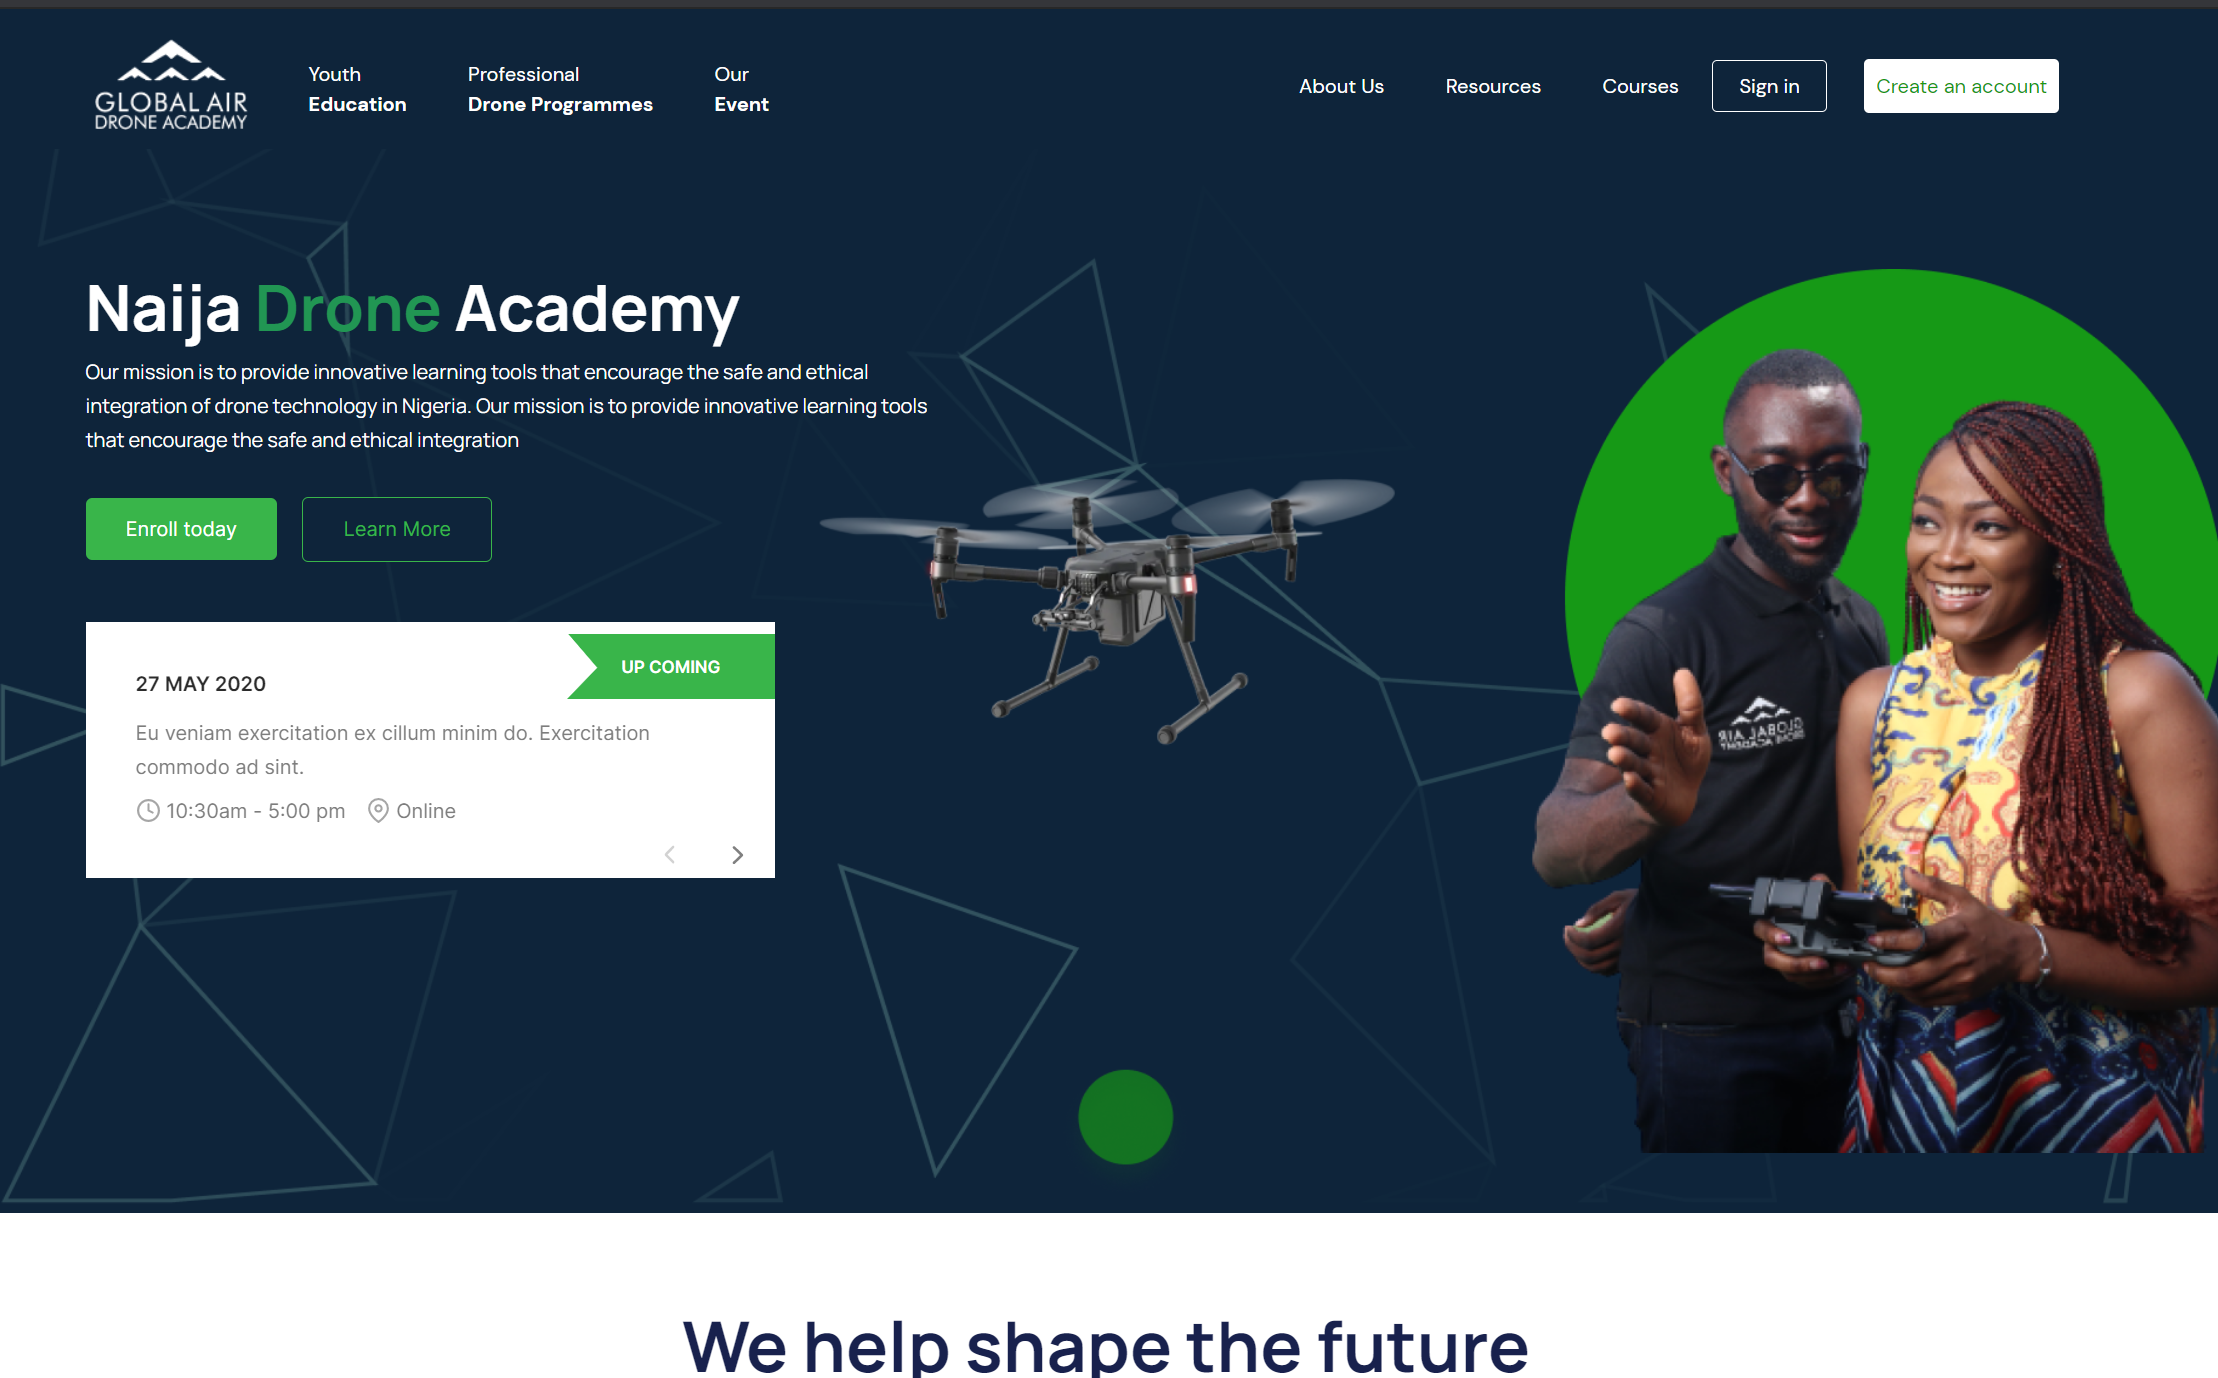 GLOBAL AIR
DRONE ACADEMY
Youth
Education
Professional
Drone Programmes
Our
Event
About Us
Resources
Courses
Sign in
Create an account
Naija Drone Academy
Our mission is to provide innovative learning tools that encourage the safe and ethical
integration of drone technology in Nigeria. Our mission is to provide innovative learning tools
that encourage the safe and ethical integration
Enroll today
Learn More
UP COMING
27 MAY 2020
Eu veniam exercitation ex cillum minim do. Exercitation
commodo ad sint.
10:30am - 5:00 pm
Online
GLOBAL AIR
DRONE ACADEMY
We help shape the future